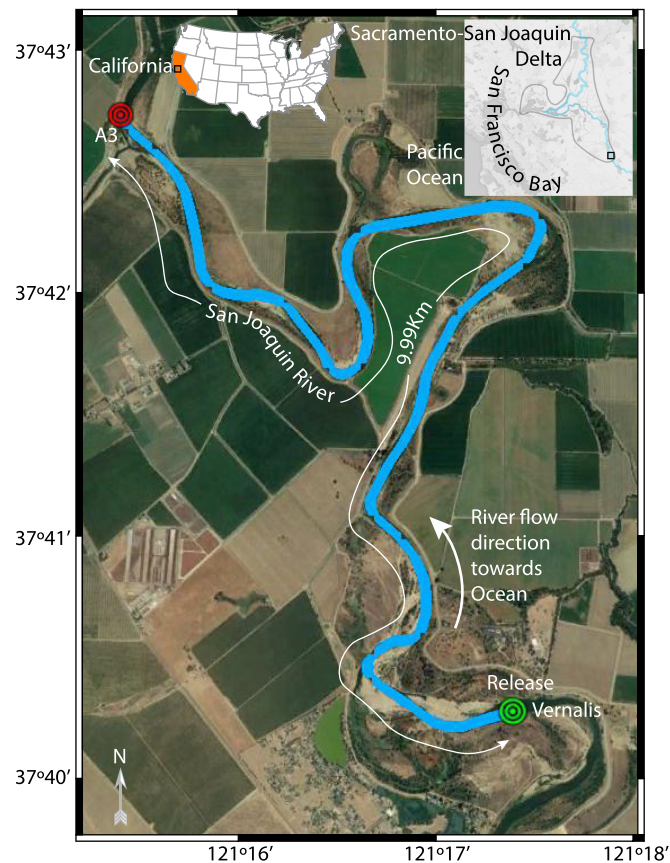 37°43′
Sacramento-San Joaquin
Delta
California
San Francisco Bay
A3
Pacific
Ocean
37°42′
San Joaquin River
9.99Km
37°41′
River flow
direction
towards
Ocean
Release
Vernalis
37°40′
N
121°16′
121°17′
121°18′